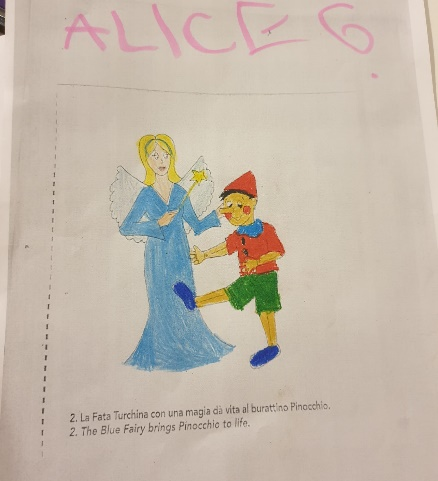 ALICE G.
2. La Fata Turchina con una magia dà vita al burattino Pinocchio.
2. The Blue Fairy brings Pinocchio to life.